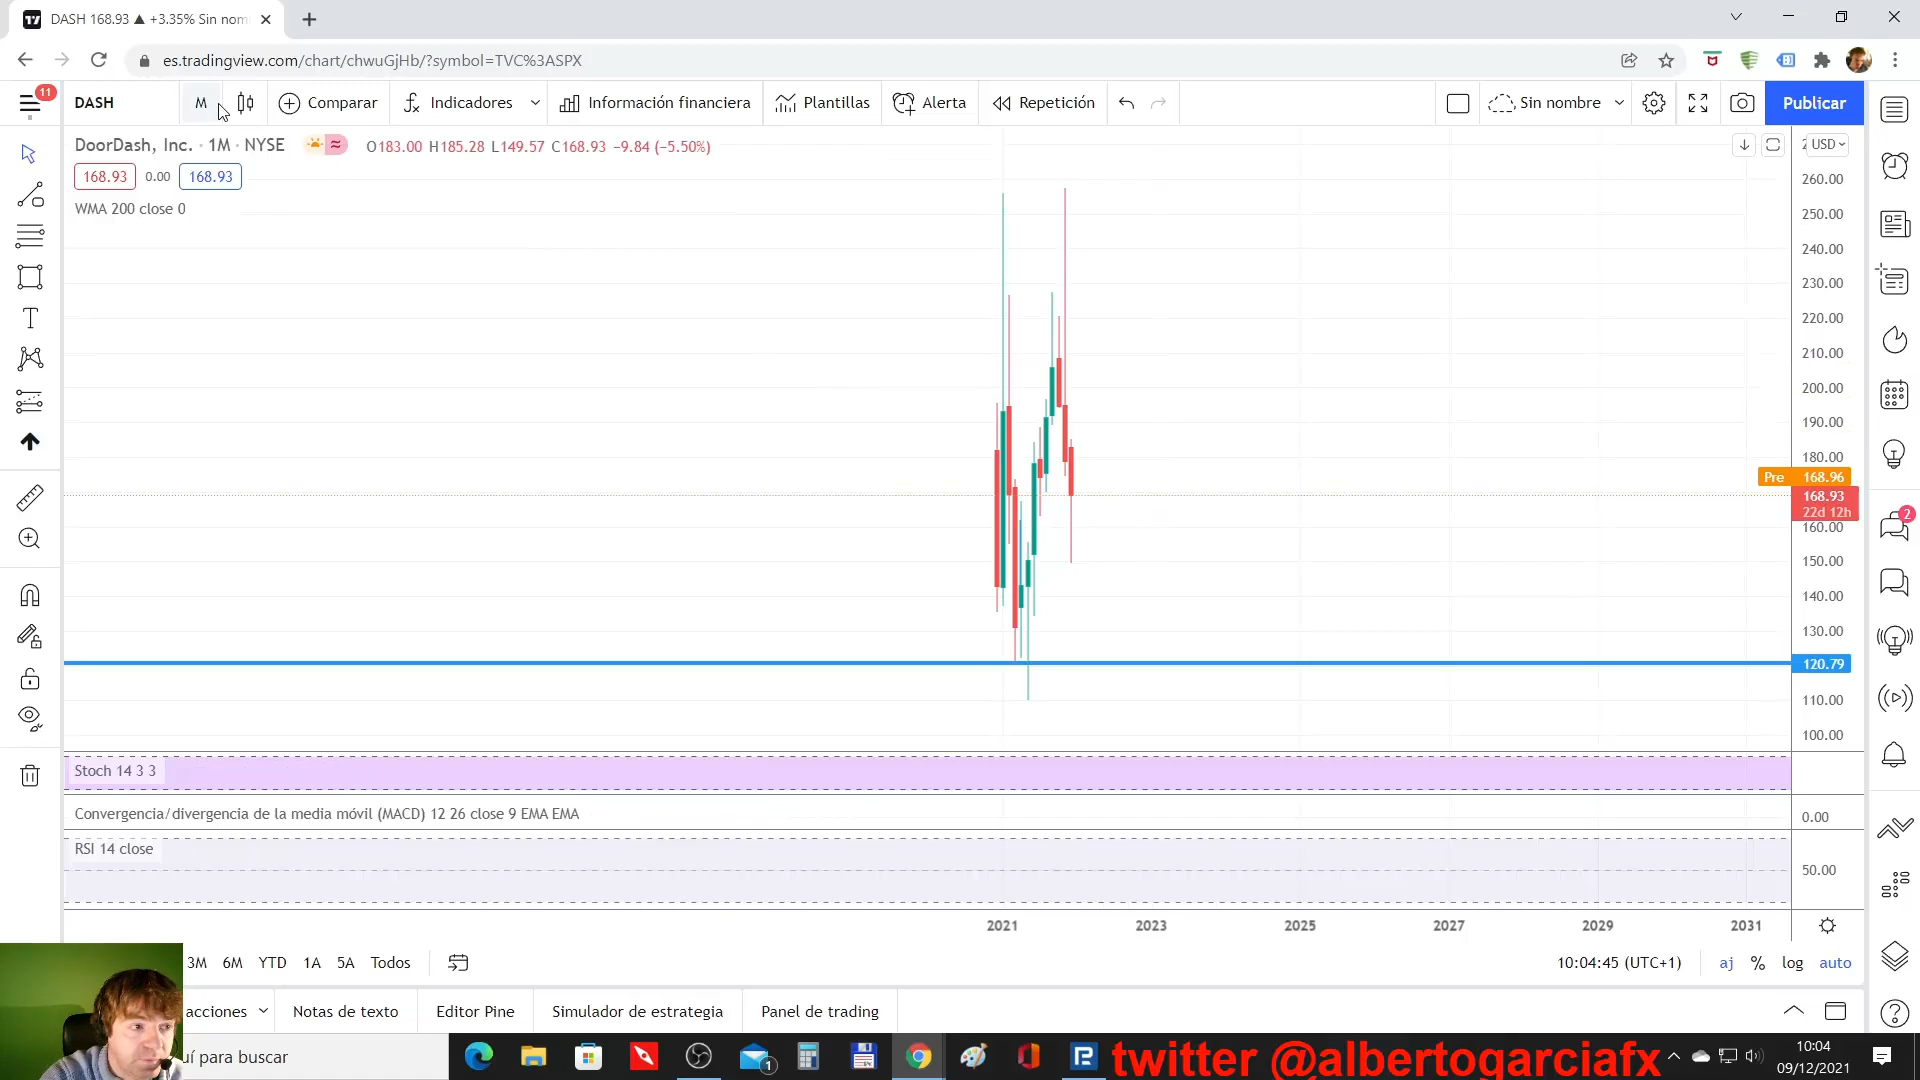 DASH 168.93 ▲ +3.35% Sin nom
es.tradingview.com/chart/chwuGjHb/?symbol=TVC%3ASPX
11
DASH
M
Comparar
Indicadores
Información financiera
Plantillas
Alerta
Repetición
Sin nombre
Publicar
DoorDash, Inc. · 1M · NYSE
O183.00 H185.28 L149.57 C168.93 −9.84 (−5.50%)
USD
168.93 0.00 168.93
WMA 200 close 0
260.00
250.00
240.00
230.00
220.00
210.00
200.00
190.00
180.00
Pre 168.96
168.93
22d 12h
160.00
150.00
140.00
130.00
120.79
110.00
100.00
2
Stoch 14 3 3
Convergencia/divergencia de la media móvil (MACD) 12 26 close 9 EMA EMA
0.00
RSI 14 close
50.00
2021 2023 2025 2027 2029 2031
3M 6M YTD 1A 5A Todos
10:04:45 (UTC+1)
aj % log auto
acciones
Notas de texto
Editor Pine
Simulador de estrategia
Panel de trading
uí para buscar
1
twitter @albertogarciafx
10:04
09/12/2021